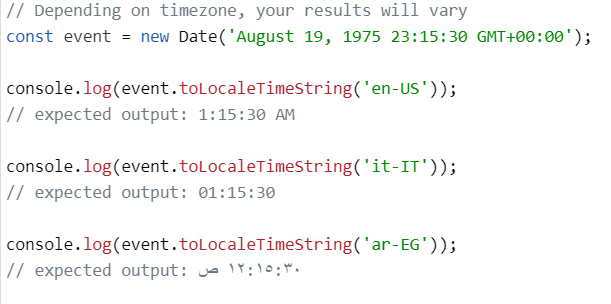 // Depending on timezone, your results will vary
const event = new Date('August 19, 1975 23:15:30 GMT+00:00');
console.log(event.toLocaleTimeString('en-US'));
// expected output: 1:15:30 AM
console.log(event.toLocaleTimeString('it-IT'));
// expected output: 01:15:30
console.log(event.toLocaleTimeString('ar-EG'));
// expected output: ١٢:١٥:٣٠ ص